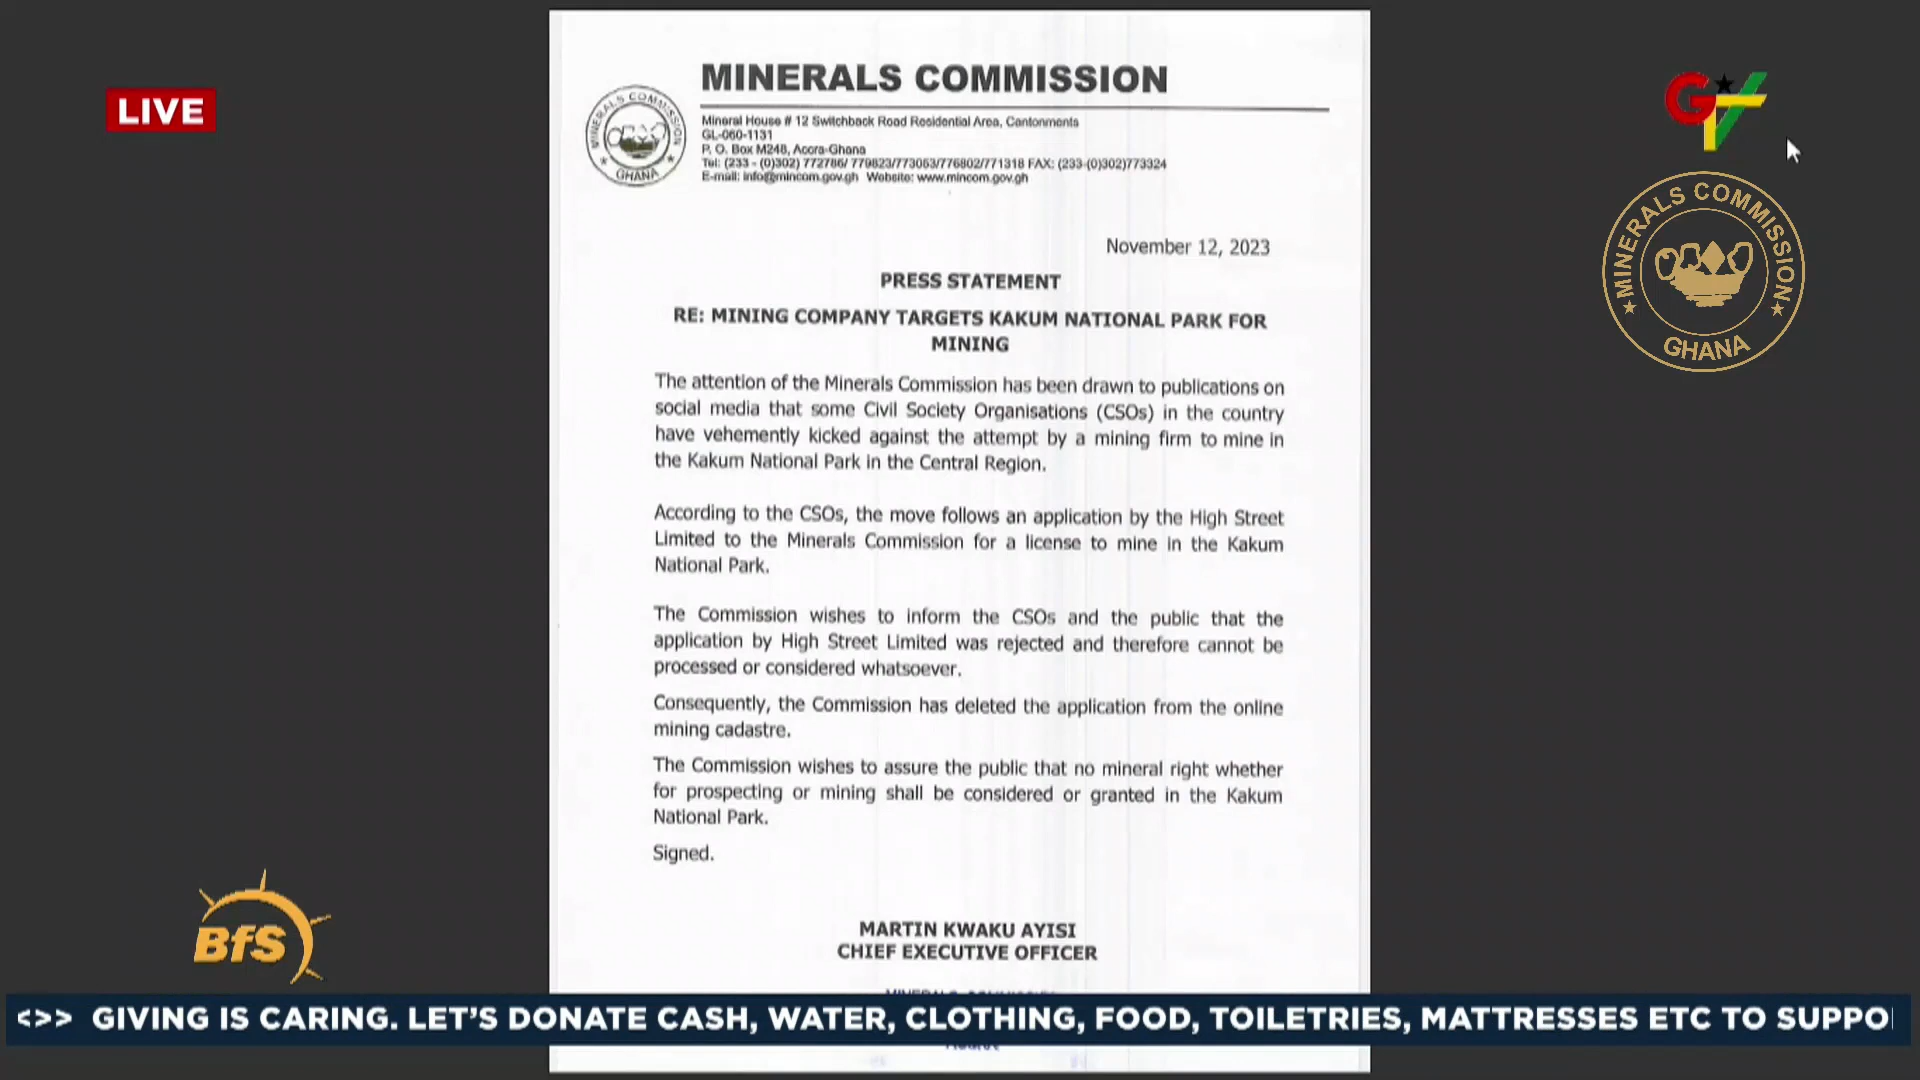 LIVE
MINERALS COMMISSION
MINERALS COMMISSION
GHANA
Mineral House # 12 Switchback Road Residential Area, Cantonments
GL-060-1131
P. O. Box M248, Accra-Ghana
Tel: (233 - (0)302) 772786/ 779823/773053/776802/771318 FAX: (233-(0)302)773324
E-mail: info@mincom.gov.gh Website: www.mincom.gov.gh
GTV
MINERALS COMMISSION
GHANA
November 12, 2023
PRESS STATEMENT
RE: MINING COMPANY TARGETS KAKUM NATIONAL PARK FOR
MINING
The attention of the Minerals Commission has been drawn to publications on
social media that some Civil Society Organisations (CSOs) in the country
have vehemently kicked against the attempt by a mining firm to mine in
the Kakum National Park in the Central Region.
According to the CSOs, the move follows an application by the High Street
Limited to the Minerals Commission for a license to mine in the Kakum
National Park.
The Commission wishes to inform the CSOs and the public that the
application by High Street Limited was rejected and therefore cannot be
processed or considered whatsoever.
Consequently, the Commission has deleted the application from the online
mining cadastre.
The Commission wishes to assure the public that no mineral right whether
for prospecting or mining shall be considered or granted in the Kakum
National Park.
Signed.
MARTIN KWAKU AYISI
CHIEF EXECUTIVE OFFICER
BfS
<>> GIVING IS CARING. LET'S DONATE CASH, WATER, CLOTHING, FOOD, TOILETRIES, MATTRESSES ETC TO SUPPO